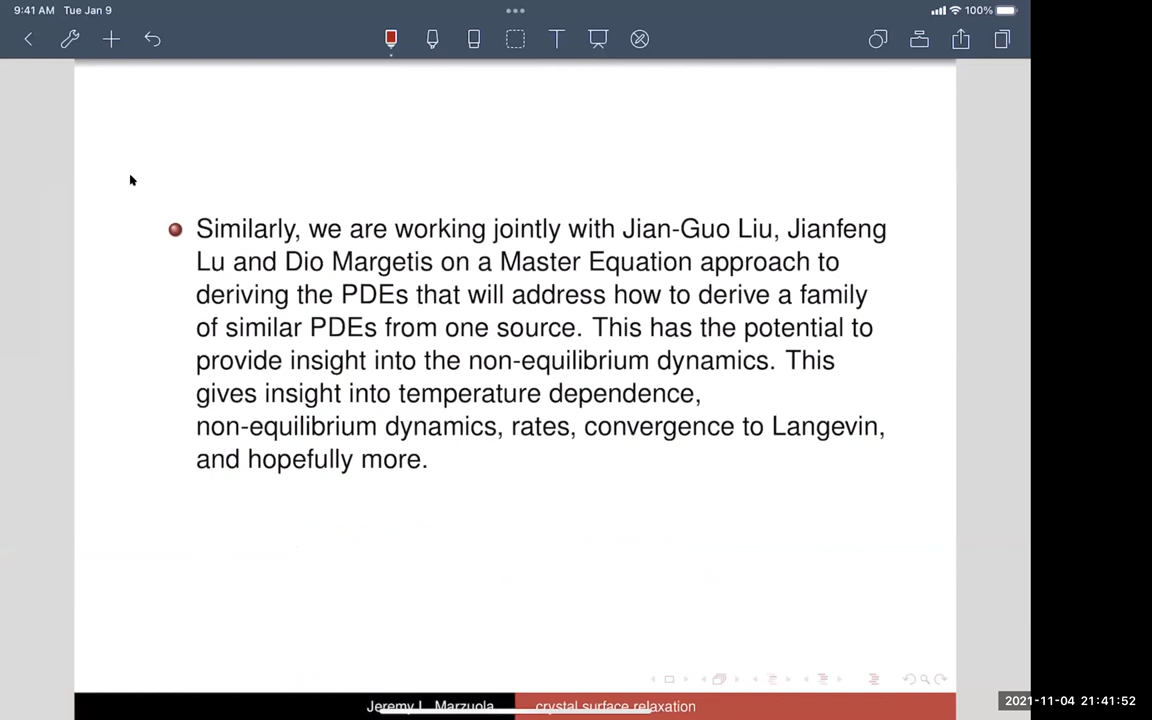 9:41 AM Tue Jan 9
100%
Similarly, we are working jointly with Jian-Guo Liu, Jianfeng
Lu and Dio Margetis on a Master Equation approach to
deriving the PDEs that will address how to derive a family
of similar PDEs from one source. This has the potential to
provide insight into the non-equilibrium dynamics. This
gives insight into temperature dependence,
non-equilibrium dynamics, rates, convergence to Langevin,
and hopefully more.
Jeremy L. Marzuola crystal surface relaxation
2021-11-04 21:41:52